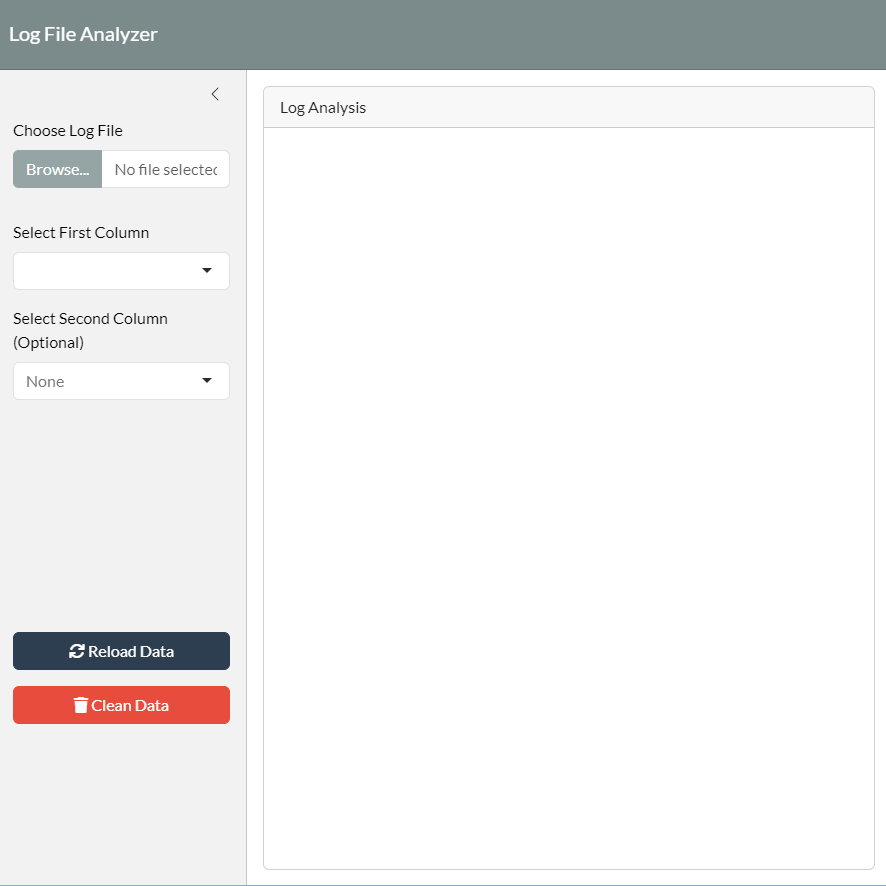 Log File Analyzer
Choose Log File
Browse... No file selected
Select First Column
Select Second Column
(Optional)
None
Reload Data
Clean Data
Log Analysis